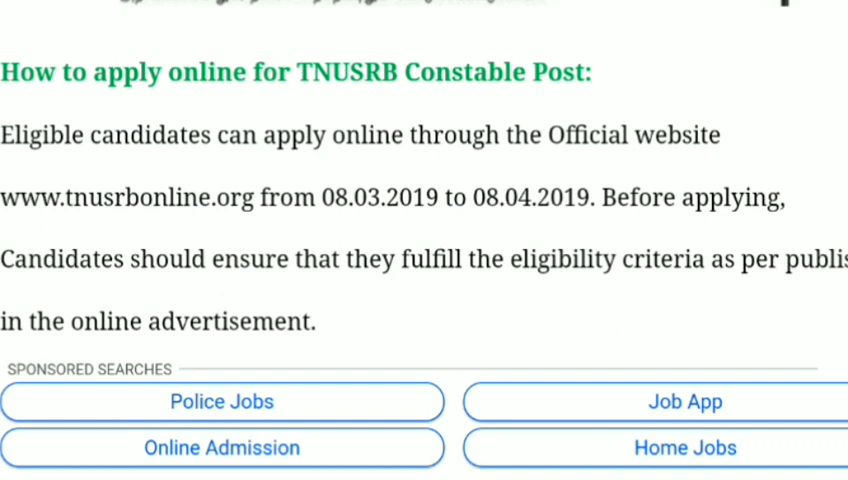 How to apply online for TNUSRB Constable Post:
Eligible candidates can apply online through the Official website
www.tnusrbonline.org from 08.03.2019 to 08.04.2019. Before applying,
Candidates should ensure that they fulfill the eligibility criteria as per
in the online advertisement.
SPONSORED SEARCHES
Police Jobs
Job App
Online Admission
Home Jobs